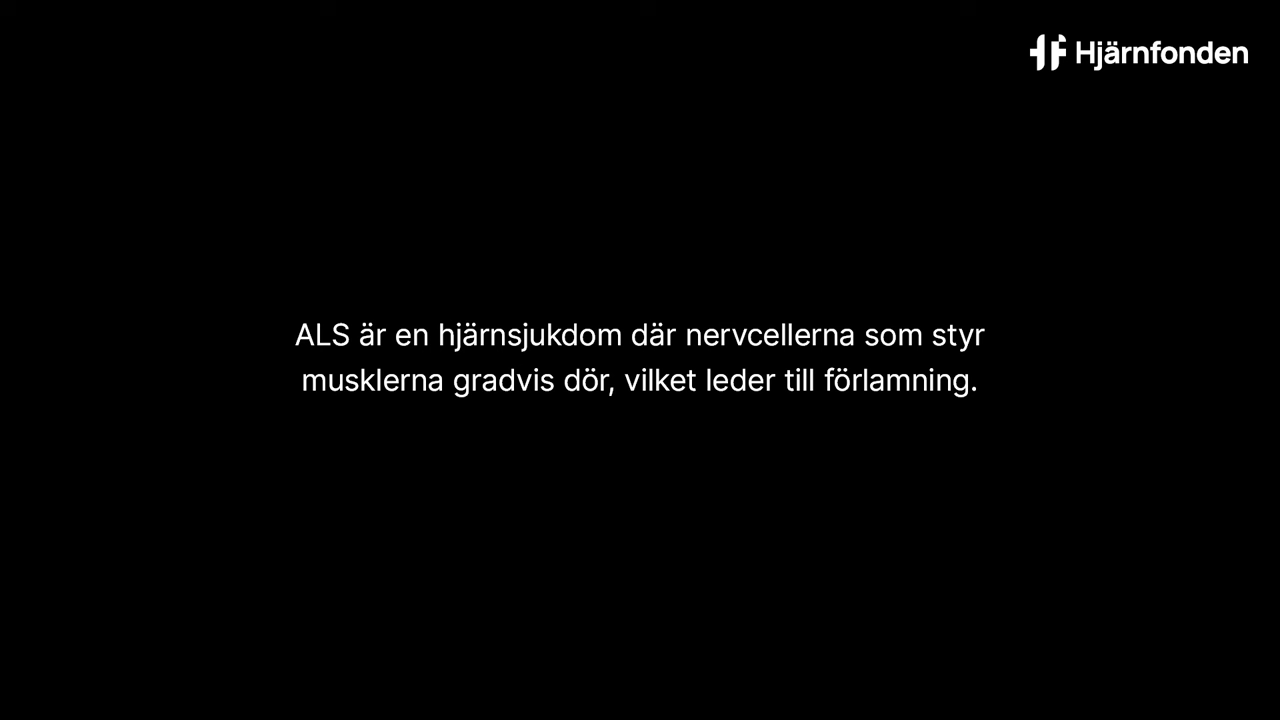 Hjärnfonden
ALS är en hjärnsjukdom där nervcellerna som styr
musklerna gradvis dör, vilket leder till förlamning.